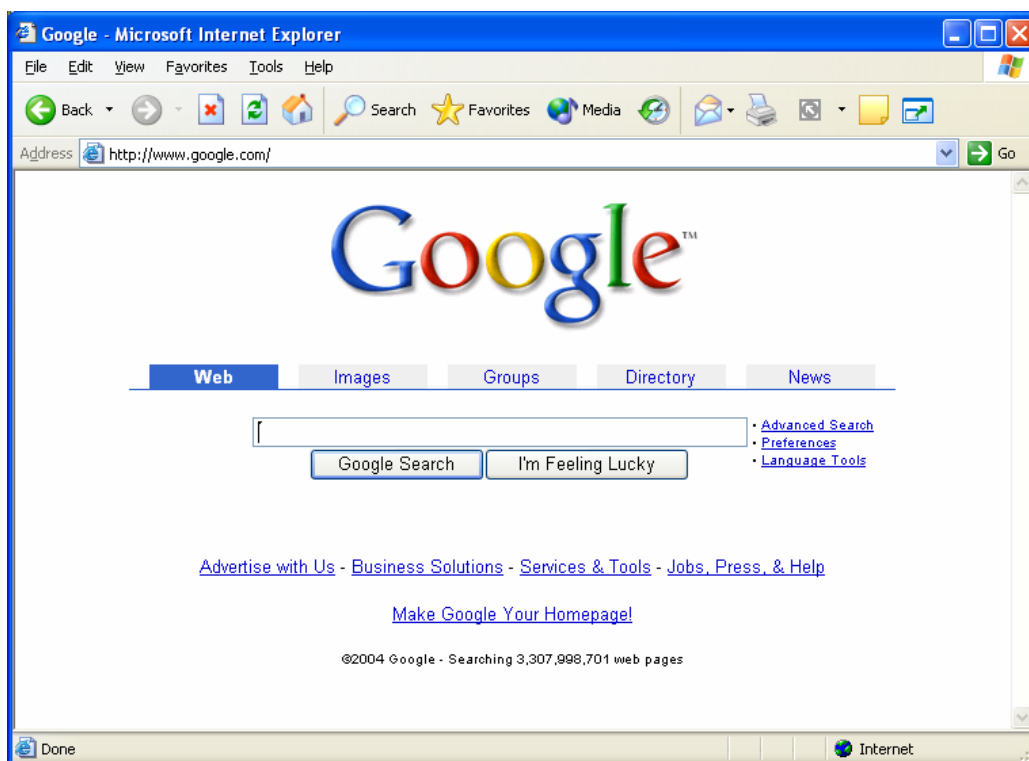 Google - Microsoft Internet Explorer
File Edit View Favorites Tools Help
Back Search Favorites Media
Address http://www.google.com/ Go
Google™
Web Images Groups Directory News
• Advanced Search
• Preferences
• Language Tools
Google Search I'm Feeling Lucky
Advertise with Us - Business Solutions - Services & Tools - Jobs, Press, & Help
Make Google Your Homepage!
©2004 Google - Searching 3,307,998,701 web pages
Done Internet